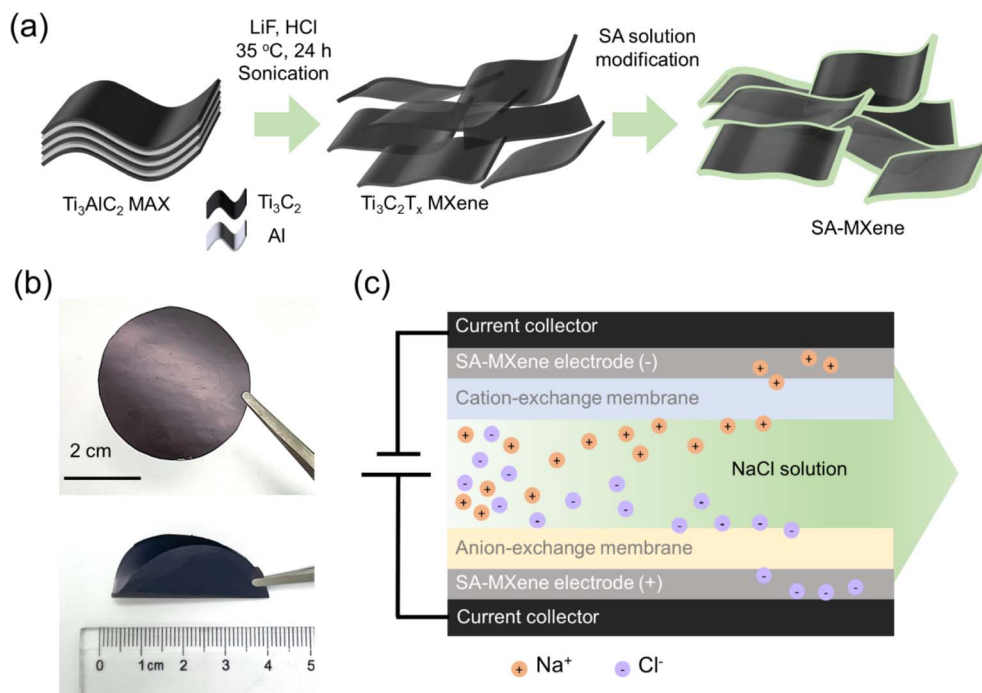 (a)
LiF, HCl
35 °C, 24 h
Sonication
SA solution
modification
Ti₃AlC₂ MAX
Ti₃C₂
Al
Ti₃C₂Tₓ MXene
SA-MXene
(b)
2 cm
0 1cm 2 3 4 5
(c)
Current collector
SA-MXene electrode (-)
Cation-exchange membrane
NaCl solution
Anion-exchange membrane
SA-MXene electrode (+)
Current collector
Na⁺
Cl⁻